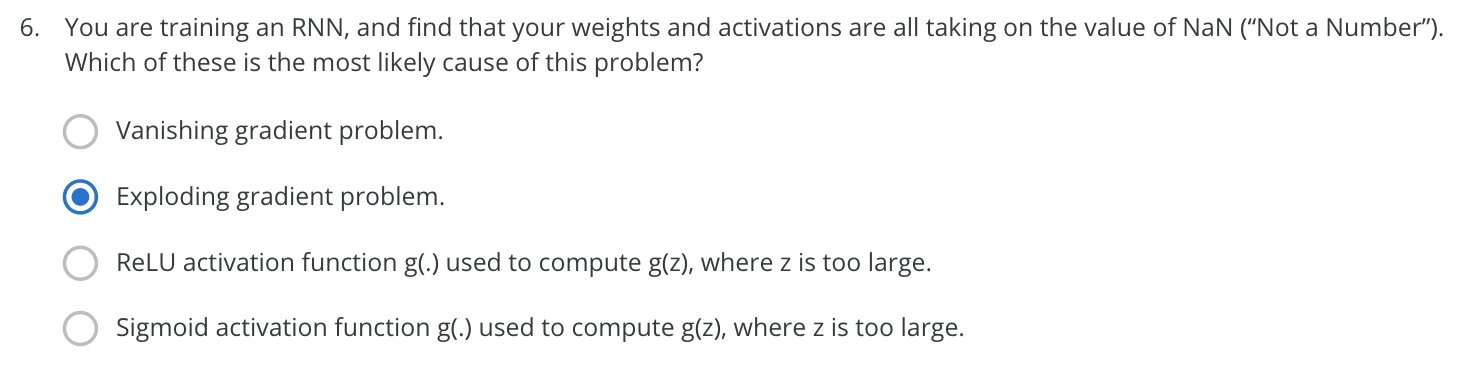 6. You are training an RNN, and find that your weights and activations are all taking on the value of NaN (“Not a Number”).
Which of these is the most likely cause of this problem?
Vanishing gradient problem.
Exploding gradient problem.
ReLU activation function g(.) used to compute g(z), where z is too large.
Sigmoid activation function g(.) used to compute g(z), where z is too large.